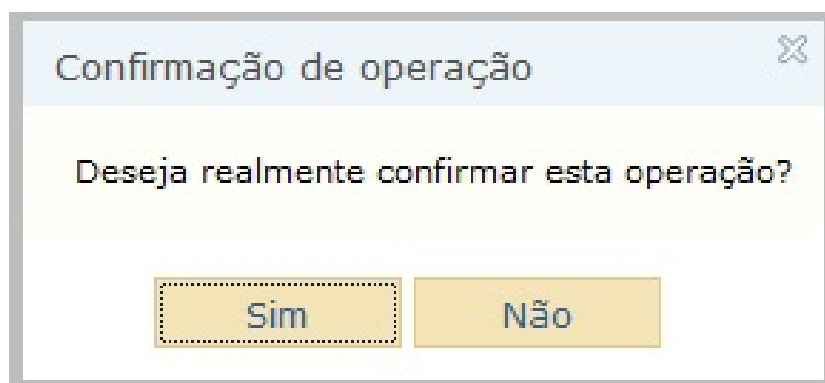 Confirmação de operação
Deseja realmente confirmar esta operação?
Sim Não